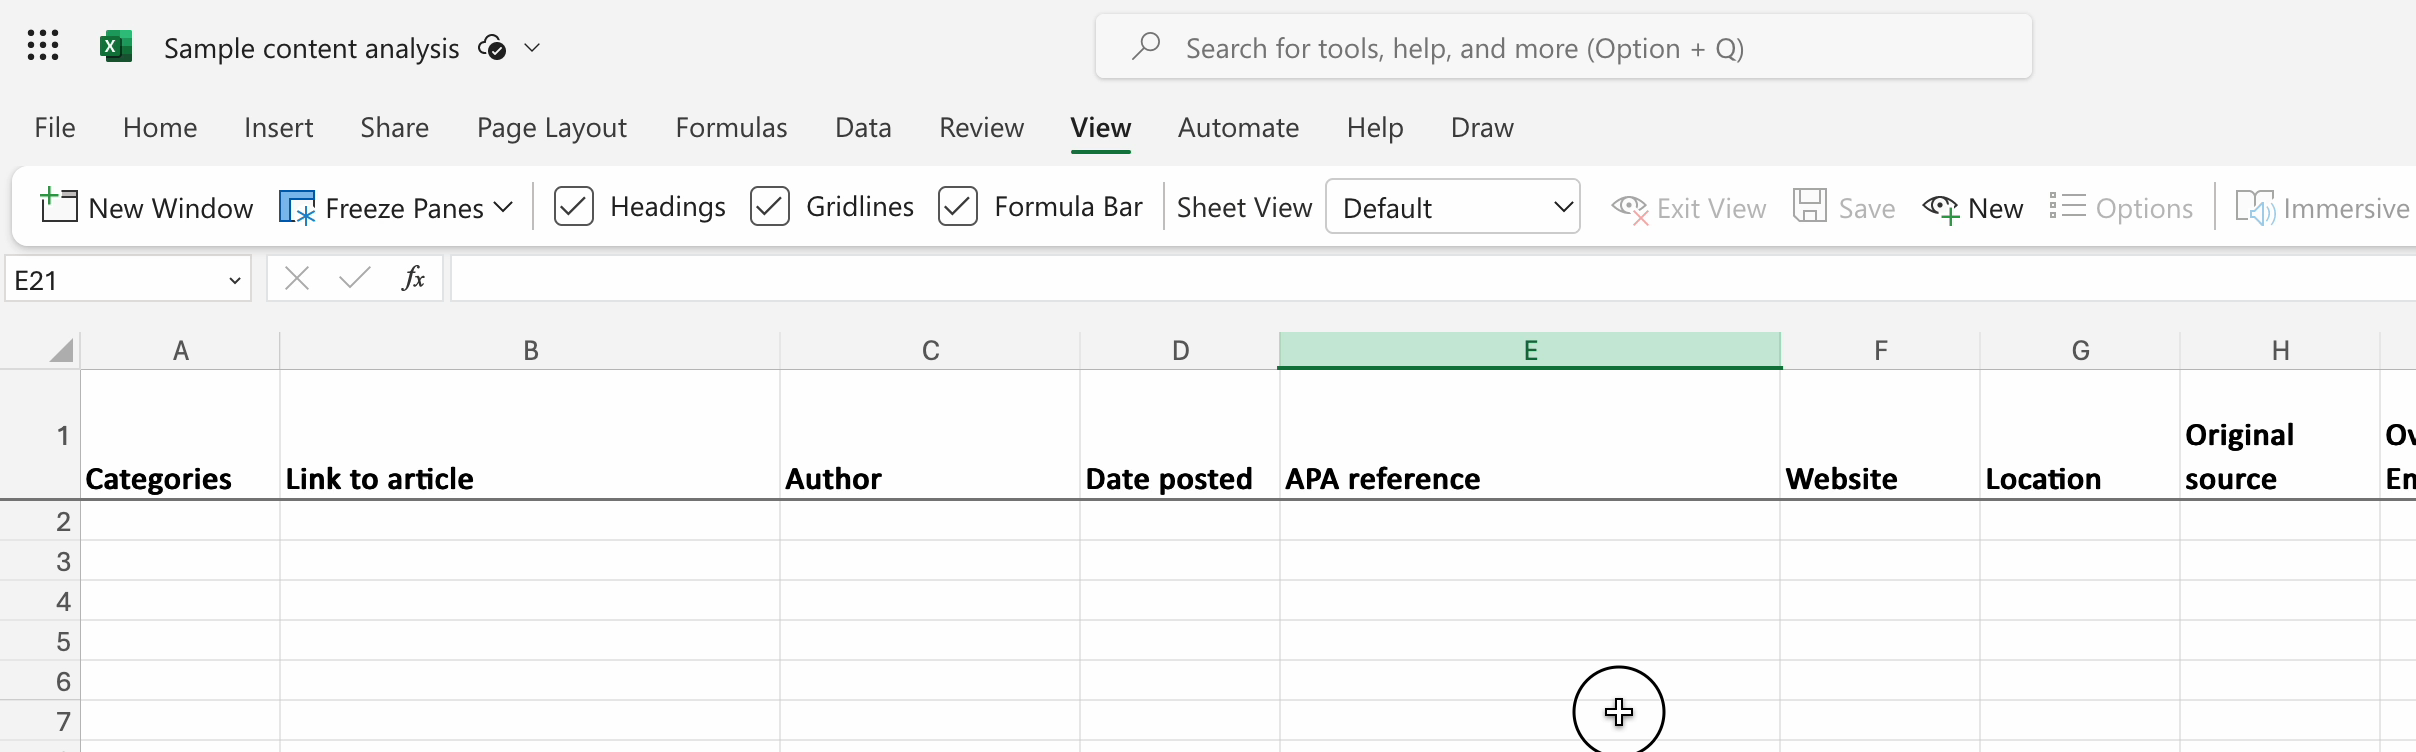 Sample content analysis
Search for tools, help, and more (Option + Q)
File Home Insert Share Page Layout Formulas Data Review View Automate Help Draw
New Window Freeze Panes Headings Gridlines Formula Bar Sheet View Default Exit View Save New Options Immersive
E21 fx
A B C D E F G H
1 Categories Link to article Author Date posted APA reference Website Location Original source Ov En
2
3
4
5
6
7